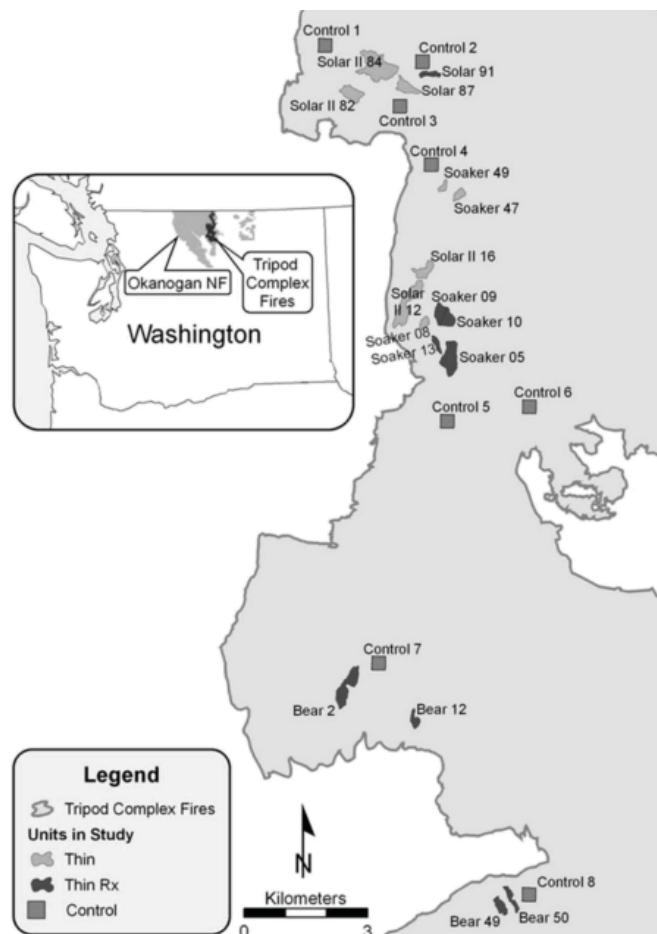 Control 1
Control 2
Solar II 84
Solar 91
Solar 87
Solar II 82
Control 3
Control 4
Soaker 49
Soaker 47
Solar II 16
Solar
II 12
Soaker 09
Soaker 10
Soaker 08
Soaker 13
Soaker 05
Control 5
Control 6
Okanogan NF
Tripod
Complex
Fires
Washington
Control 7
Bear 2
Bear 12
Legend
Tripod Complex Fires
Units in Study
Thin
Thin Rx
Control
N
Kilometers
0
3
Control 8
Bear 49
Bear 50